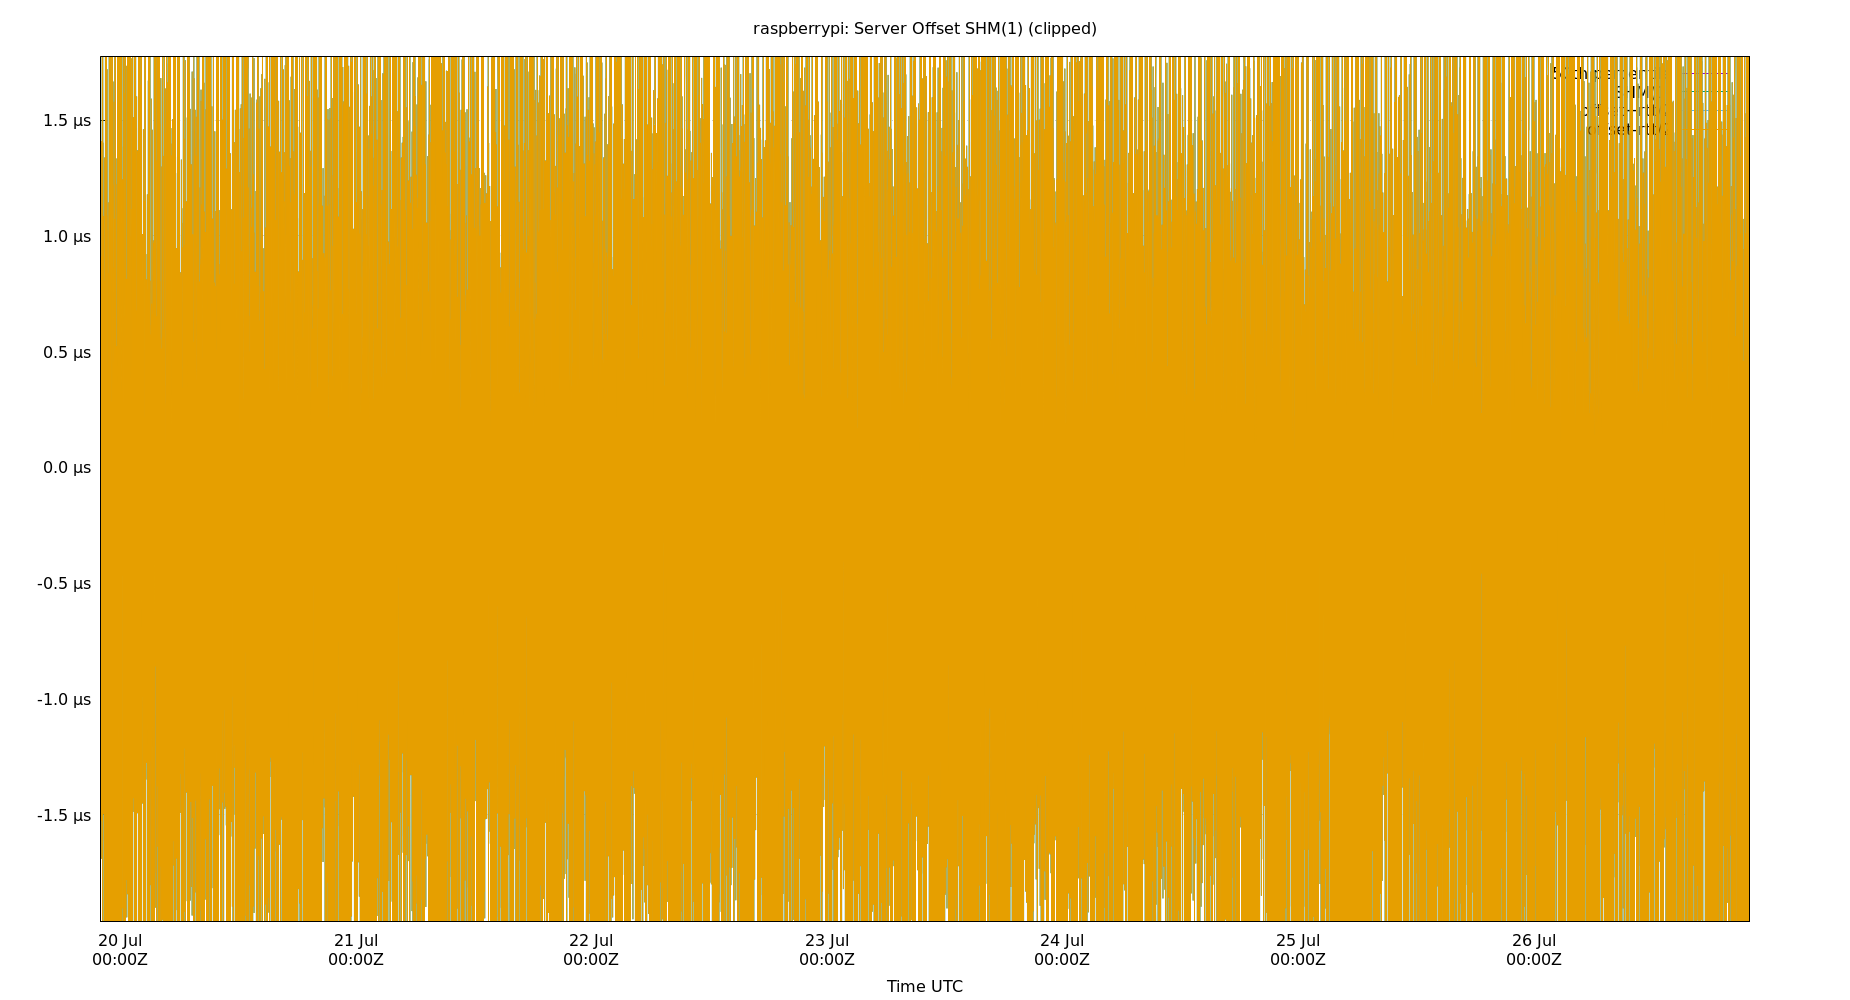 raspberrypi: Server Offset SHM(1) (clipped)
1.5 µs
1.0 µs
0.5 µs
0.0 µs
-0.5 µs
-1.0 µs
-1.5 µs
20 Jul 21 Jul 22 Jul 23 Jul 24 Jul 25 Jul 26 Jul
00:00Z 00:00Z 00:00Z 00:00Z 00:00Z 00:00Z 00:00Z
Time UTC